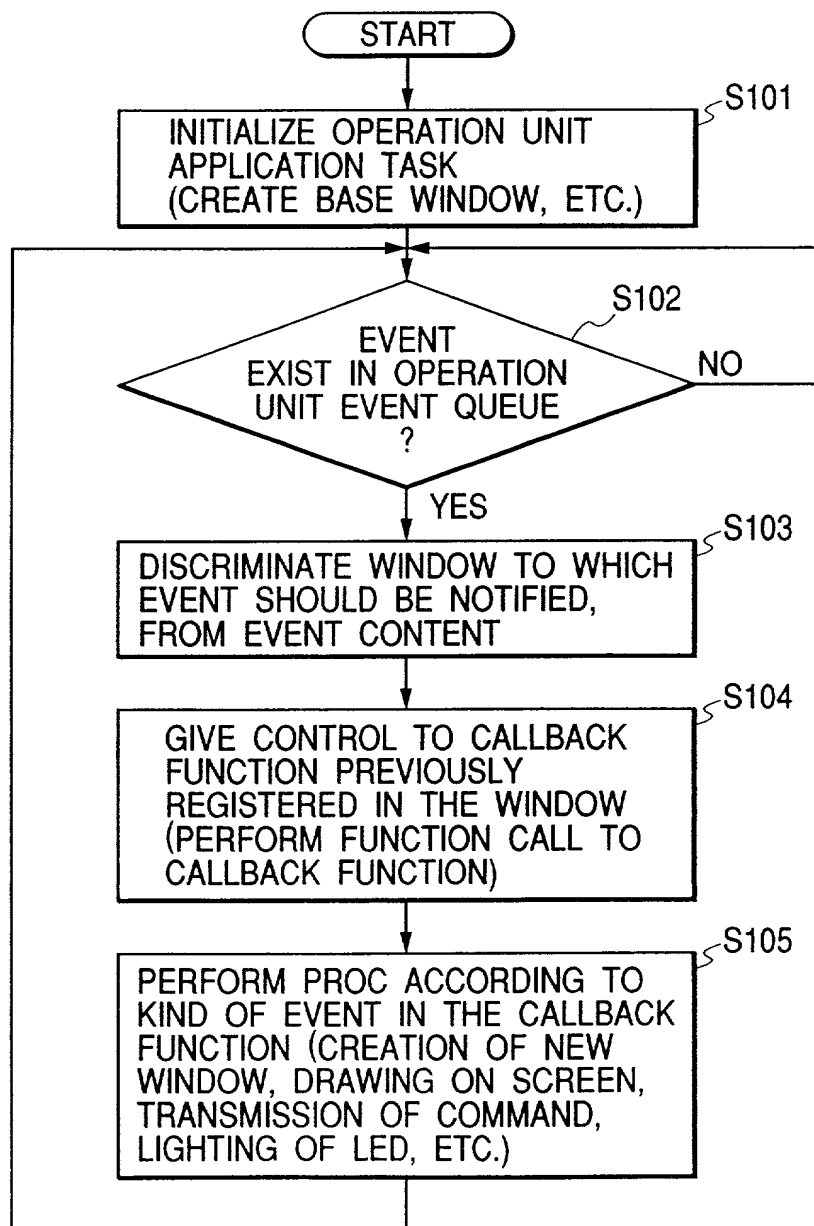 START
S101
INITIALIZE OPERATION UNIT
APPLICATION TASK
(CREATE BASE WINDOW, ETC.)
S102
EVENT
EXIST IN OPERATION
UNIT EVENT QUEUE
?
NO
YES
S103
DISCRIMINATE WINDOW TO WHICH
EVENT SHOULD BE NOTIFIED,
FROM EVENT CONTENT
S104
GIVE CONTROL TO CALLBACK
FUNCTION PREVIOUSLY
REGISTERED IN THE WINDOW
(PERFORM FUNCTION CALL TO
CALLBACK FUNCTION)
S105
PERFORM PROC ACCORDING TO
KIND OF EVENT IN THE CALLBACK
FUNCTION (CREATION OF NEW
WINDOW, DRAWING ON SCREEN,
TRANSMISSION OF COMMAND,
LIGHTING OF LED, ETC.)